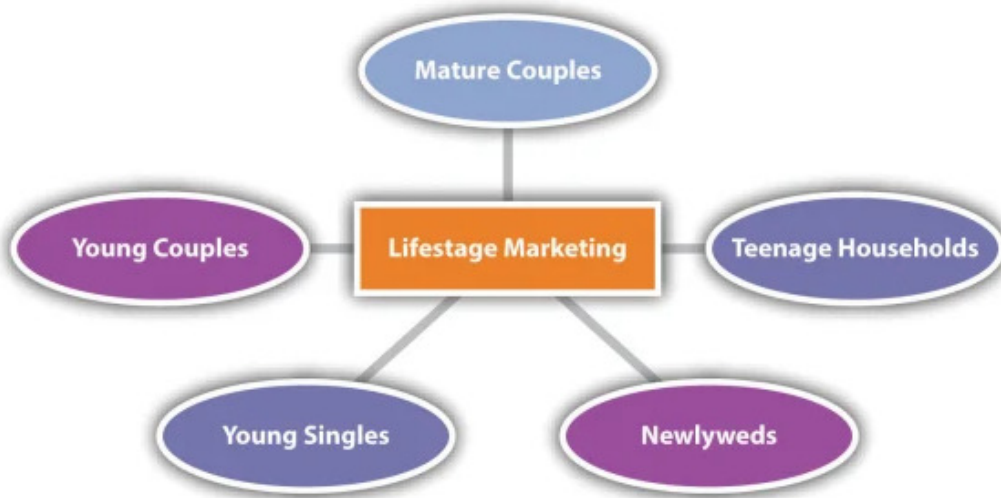 Mature Couples
Young Couples
Lifestage Marketing
Teenage Households
Young Singles
Newlyweds